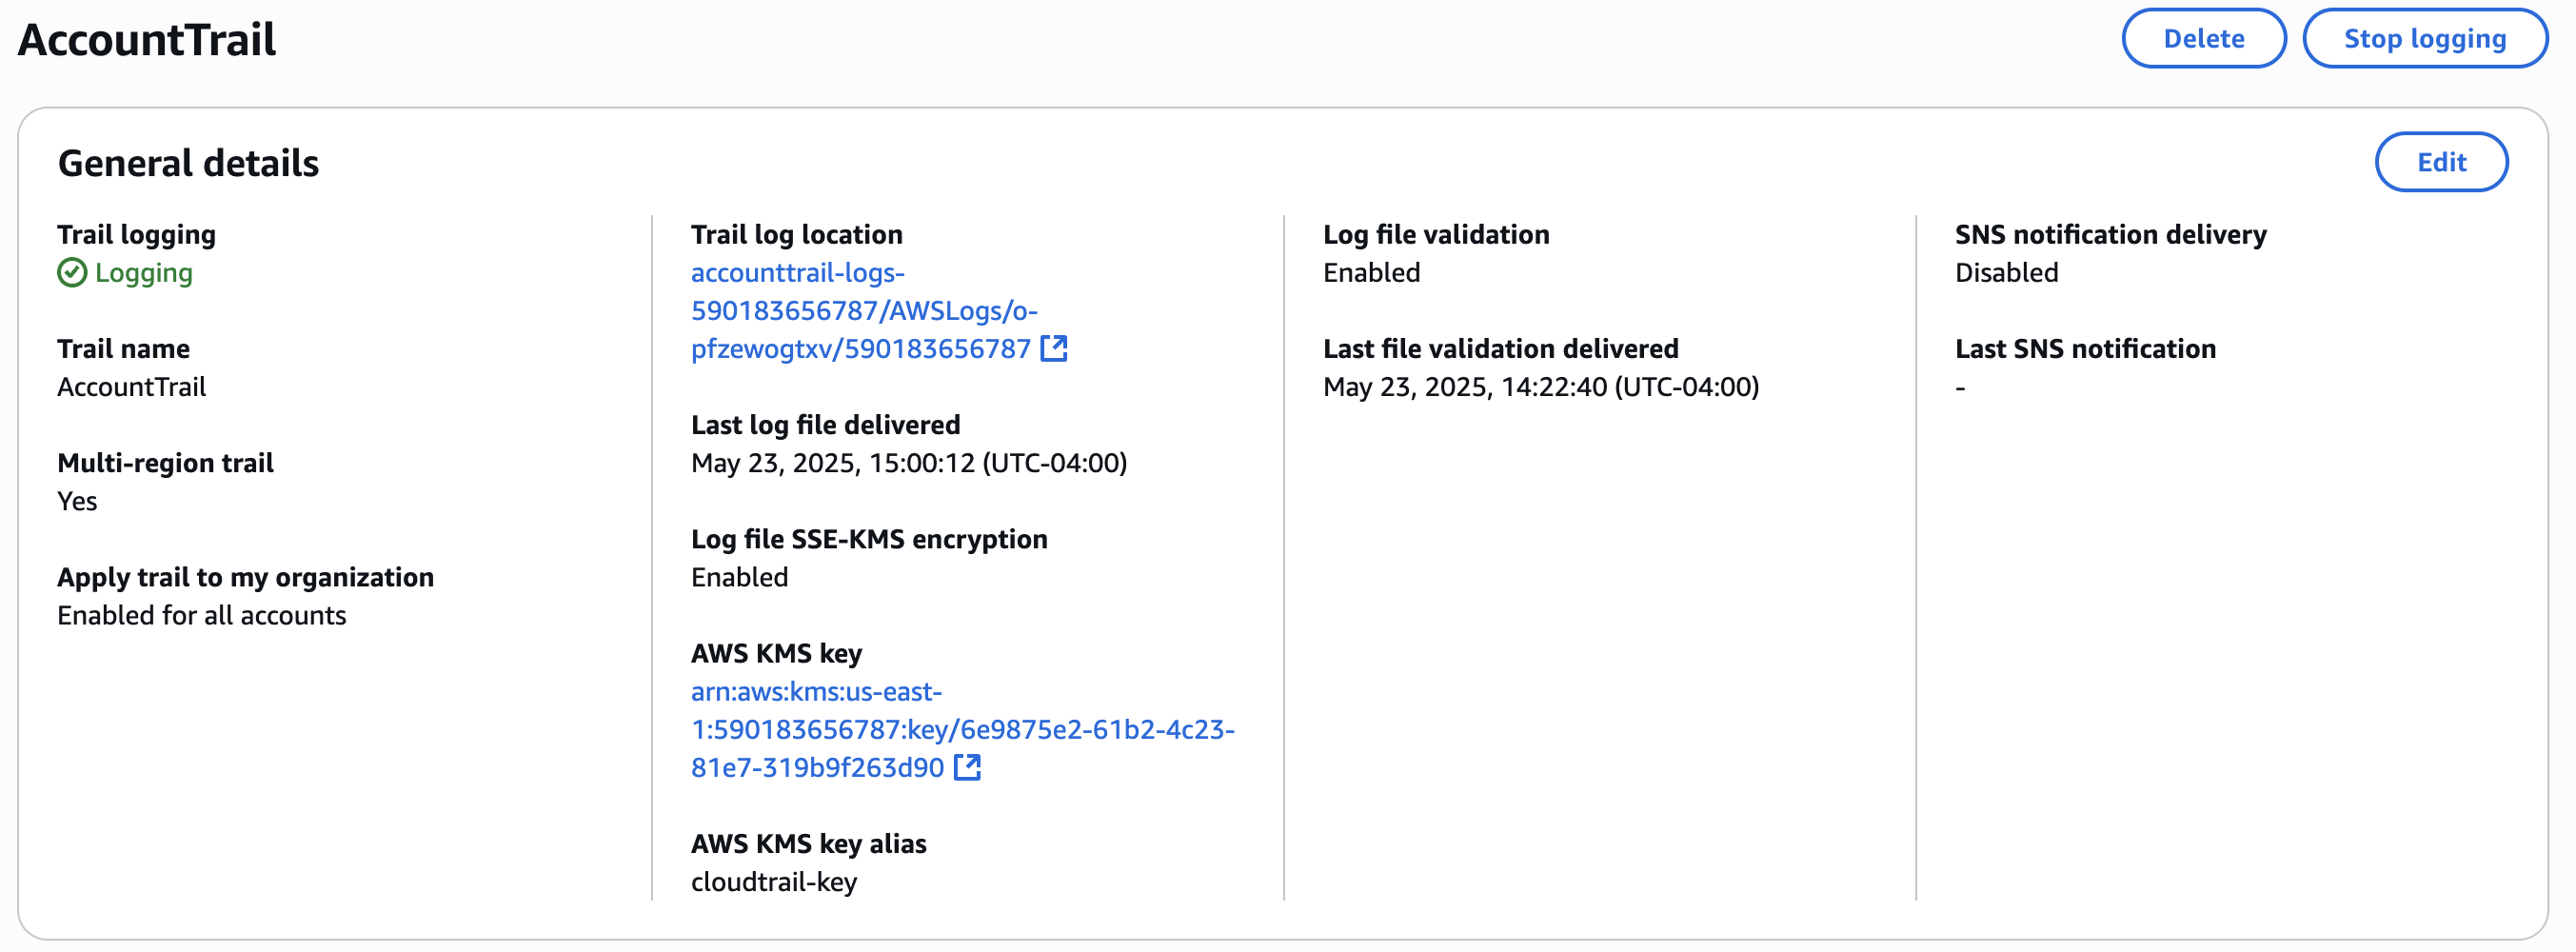 AccountTrail
Delete
Stop logging
General details
Edit
Trail logging
Logging
Trail name
AccountTrail
Multi-region trail
Yes
Apply trail to my organization
Enabled for all accounts
Trail log location
accounttrail-logs-
590183656787/AWSLogs/o-
pfzewogtxv/590183656787
Last log file delivered
May 23, 2025, 15:00:12 (UTC-04:00)
Log file SSE-KMS encryption
Enabled
AWS KMS key
arn:aws:kms:us-east-
1:590183656787:key/6e9875e2-61b2-4c23-
81e7-319b9f263d90
AWS KMS key alias
cloudtrail-key
Log file validation
Enabled
Last file validation delivered
May 23, 2025, 14:22:40 (UTC-04:00)
SNS notification delivery
Disabled
Last SNS notification
-